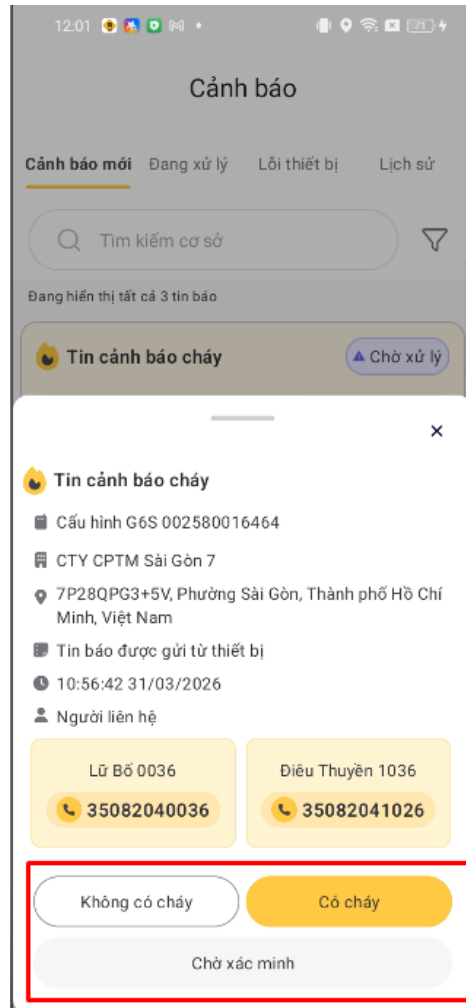 12:01
71
Cảnh báo
Cảnh báo mới Đang xử lý Lỗi thiết bị Lịch sử
Tìm kiếm cơ sở
Đang hiển thị tất cả 3 tin báo
Tin cảnh báo cháy Chờ xử lý
Tin cảnh báo cháy
Cấu hình G6S 002580016464
CTY CPTM Sài Gòn 7
7P28QPG3+5V, Phường Sài Gòn, Thành phố Hồ Chí
Minh, Việt Nam
Tin báo được gửi từ thiết bị
10:56:42 31/03/2026
Người liên hệ
Lữ Bố 0036 Điêu Thuyền 1036
35082040036 35082041026
Không có cháy Có cháy
Chờ xác minh